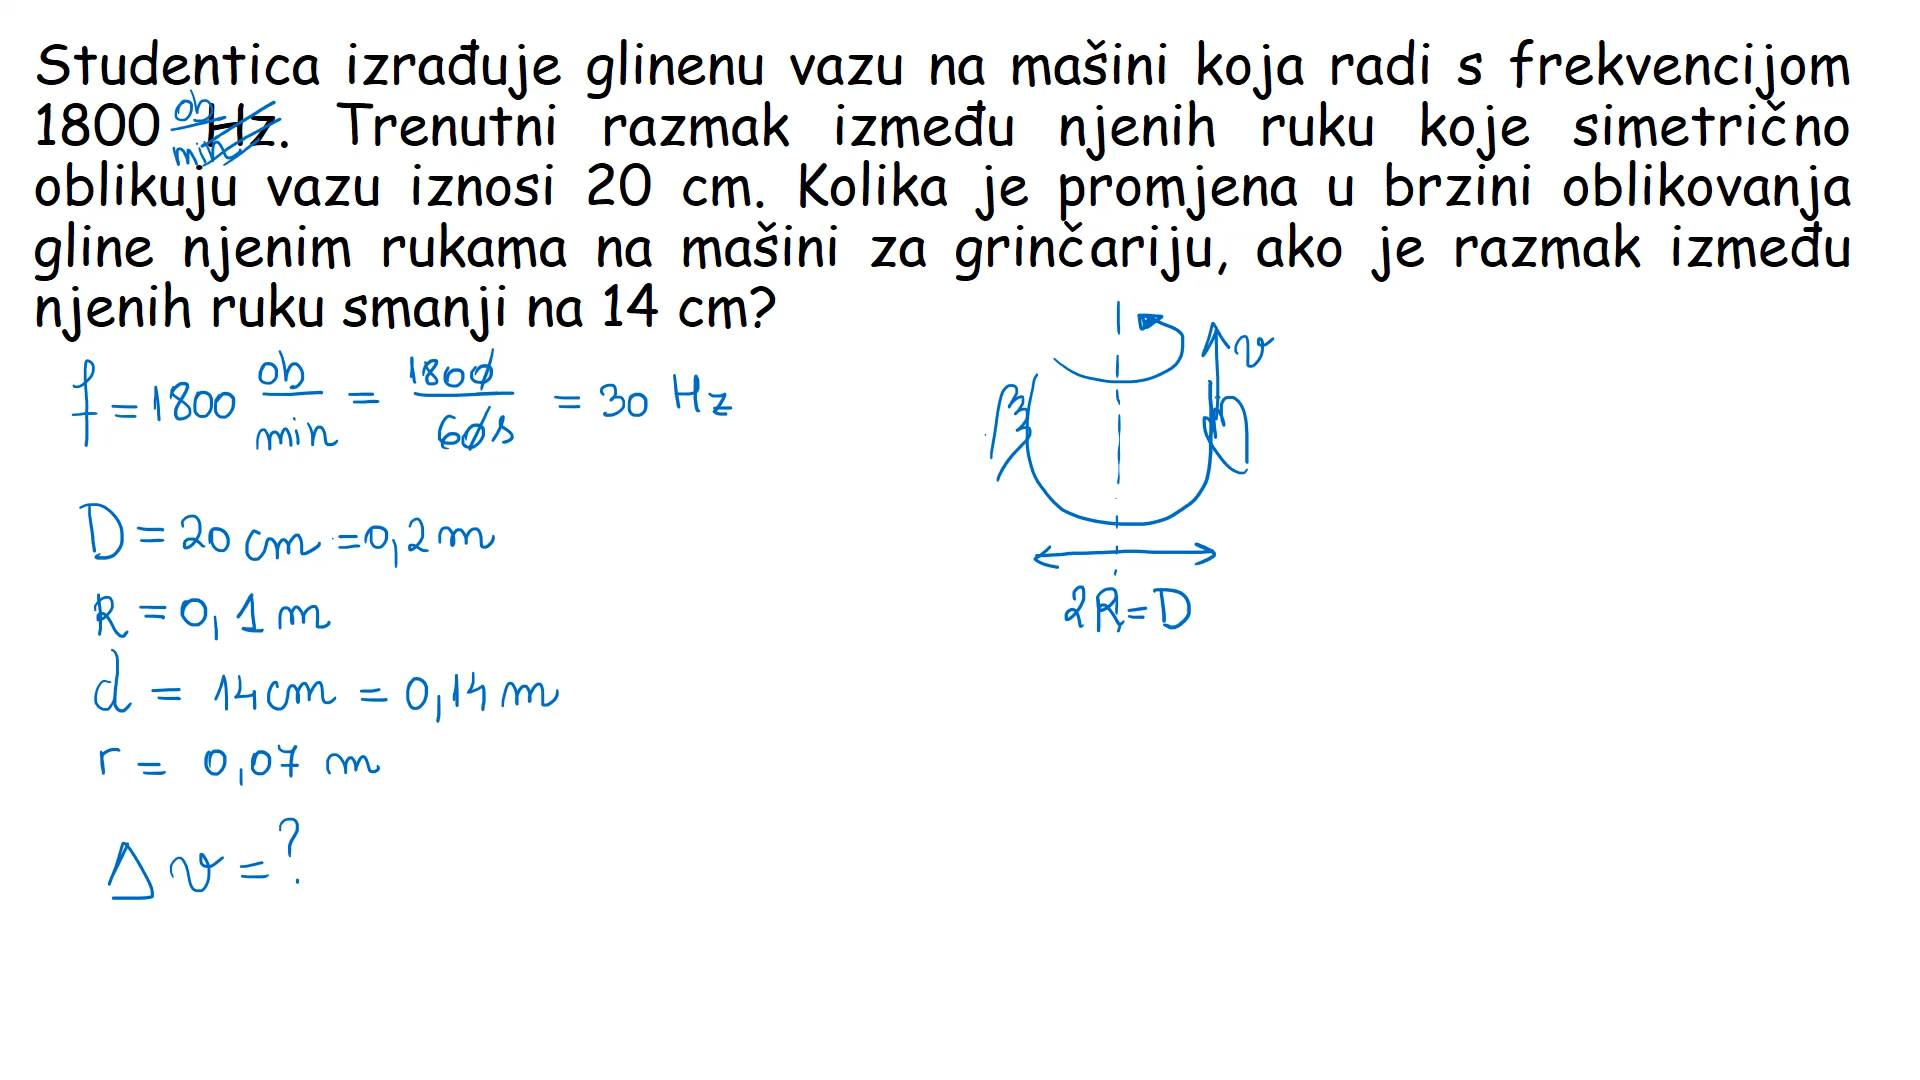 Studentica izrađuje glinenu vazu na mašini koja radi s frekvencijom
1800 ob/min Hz. Trenutni razmak između njenih ruku koje simetrično
oblikuju vazu iznosi 20 cm. Kolika je promjena u brzini oblikovanja
gline njenim rukama na mašini za grinčariju, ako je razmak između
njenih ruku smanji na 14 cm?
f = 1800 ob/min = 1800/60s = 30 Hz
v
D = 20 cm = 0,2 m
R = 0,1 m
2R = D
d = 14 cm = 0,14 m
r = 0,07 m
Δv = ?